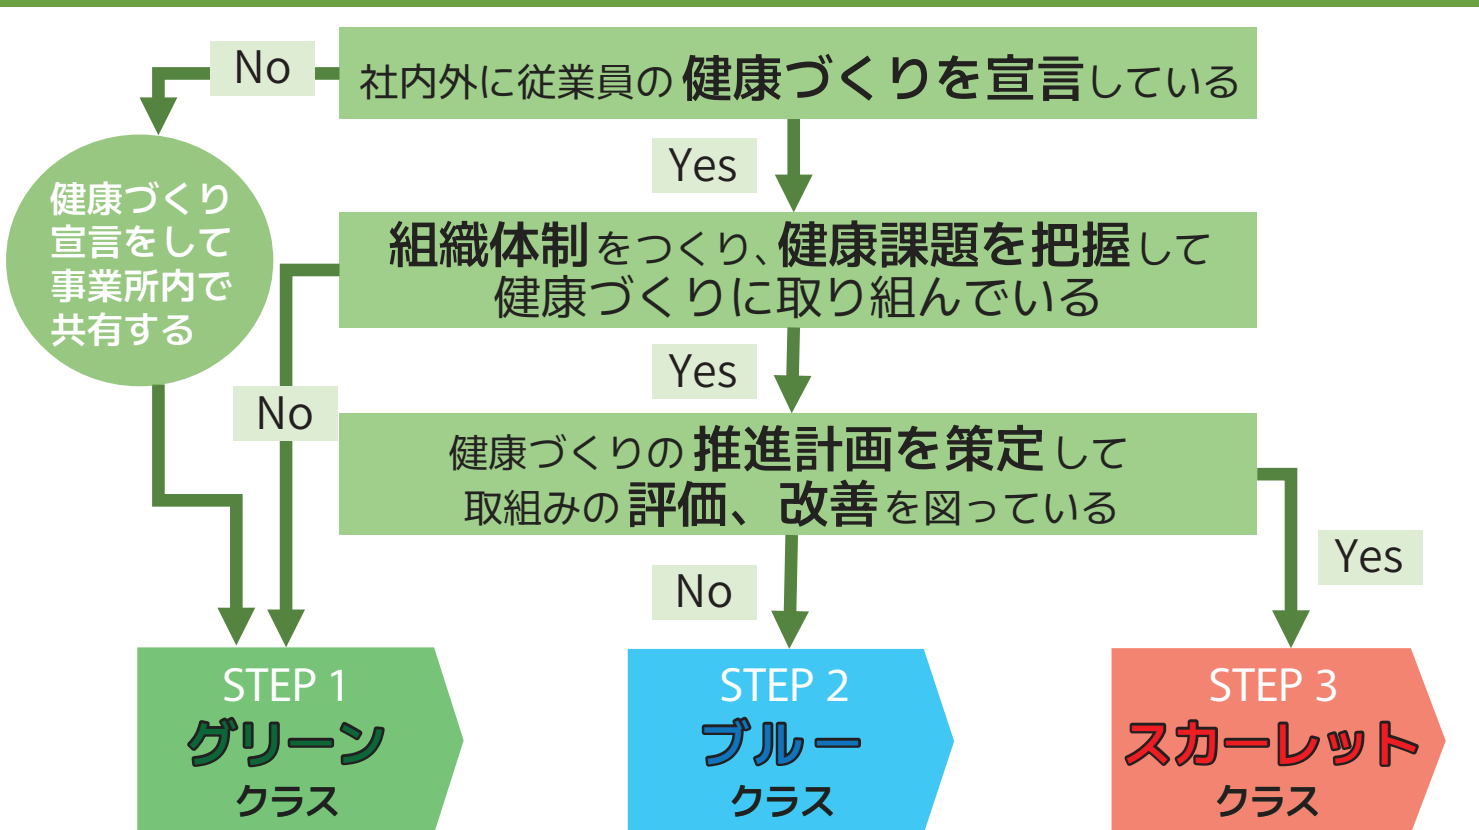 No
社内外に従業員の健康づくりを宣言している
Yes
健康づくり
宣言をして
事業所内で
共有する
組織体制をつくり、健康課題を把握して
健康づくりに取り組んでいる
Yes
No
健康づくりの推進計画を策定して
取組みの評価、改善を図っている
Yes
No
STEP 1
グリーン
クラス
STEP 2
ブルー
クラス
STEP 3
スカーレット
クラス